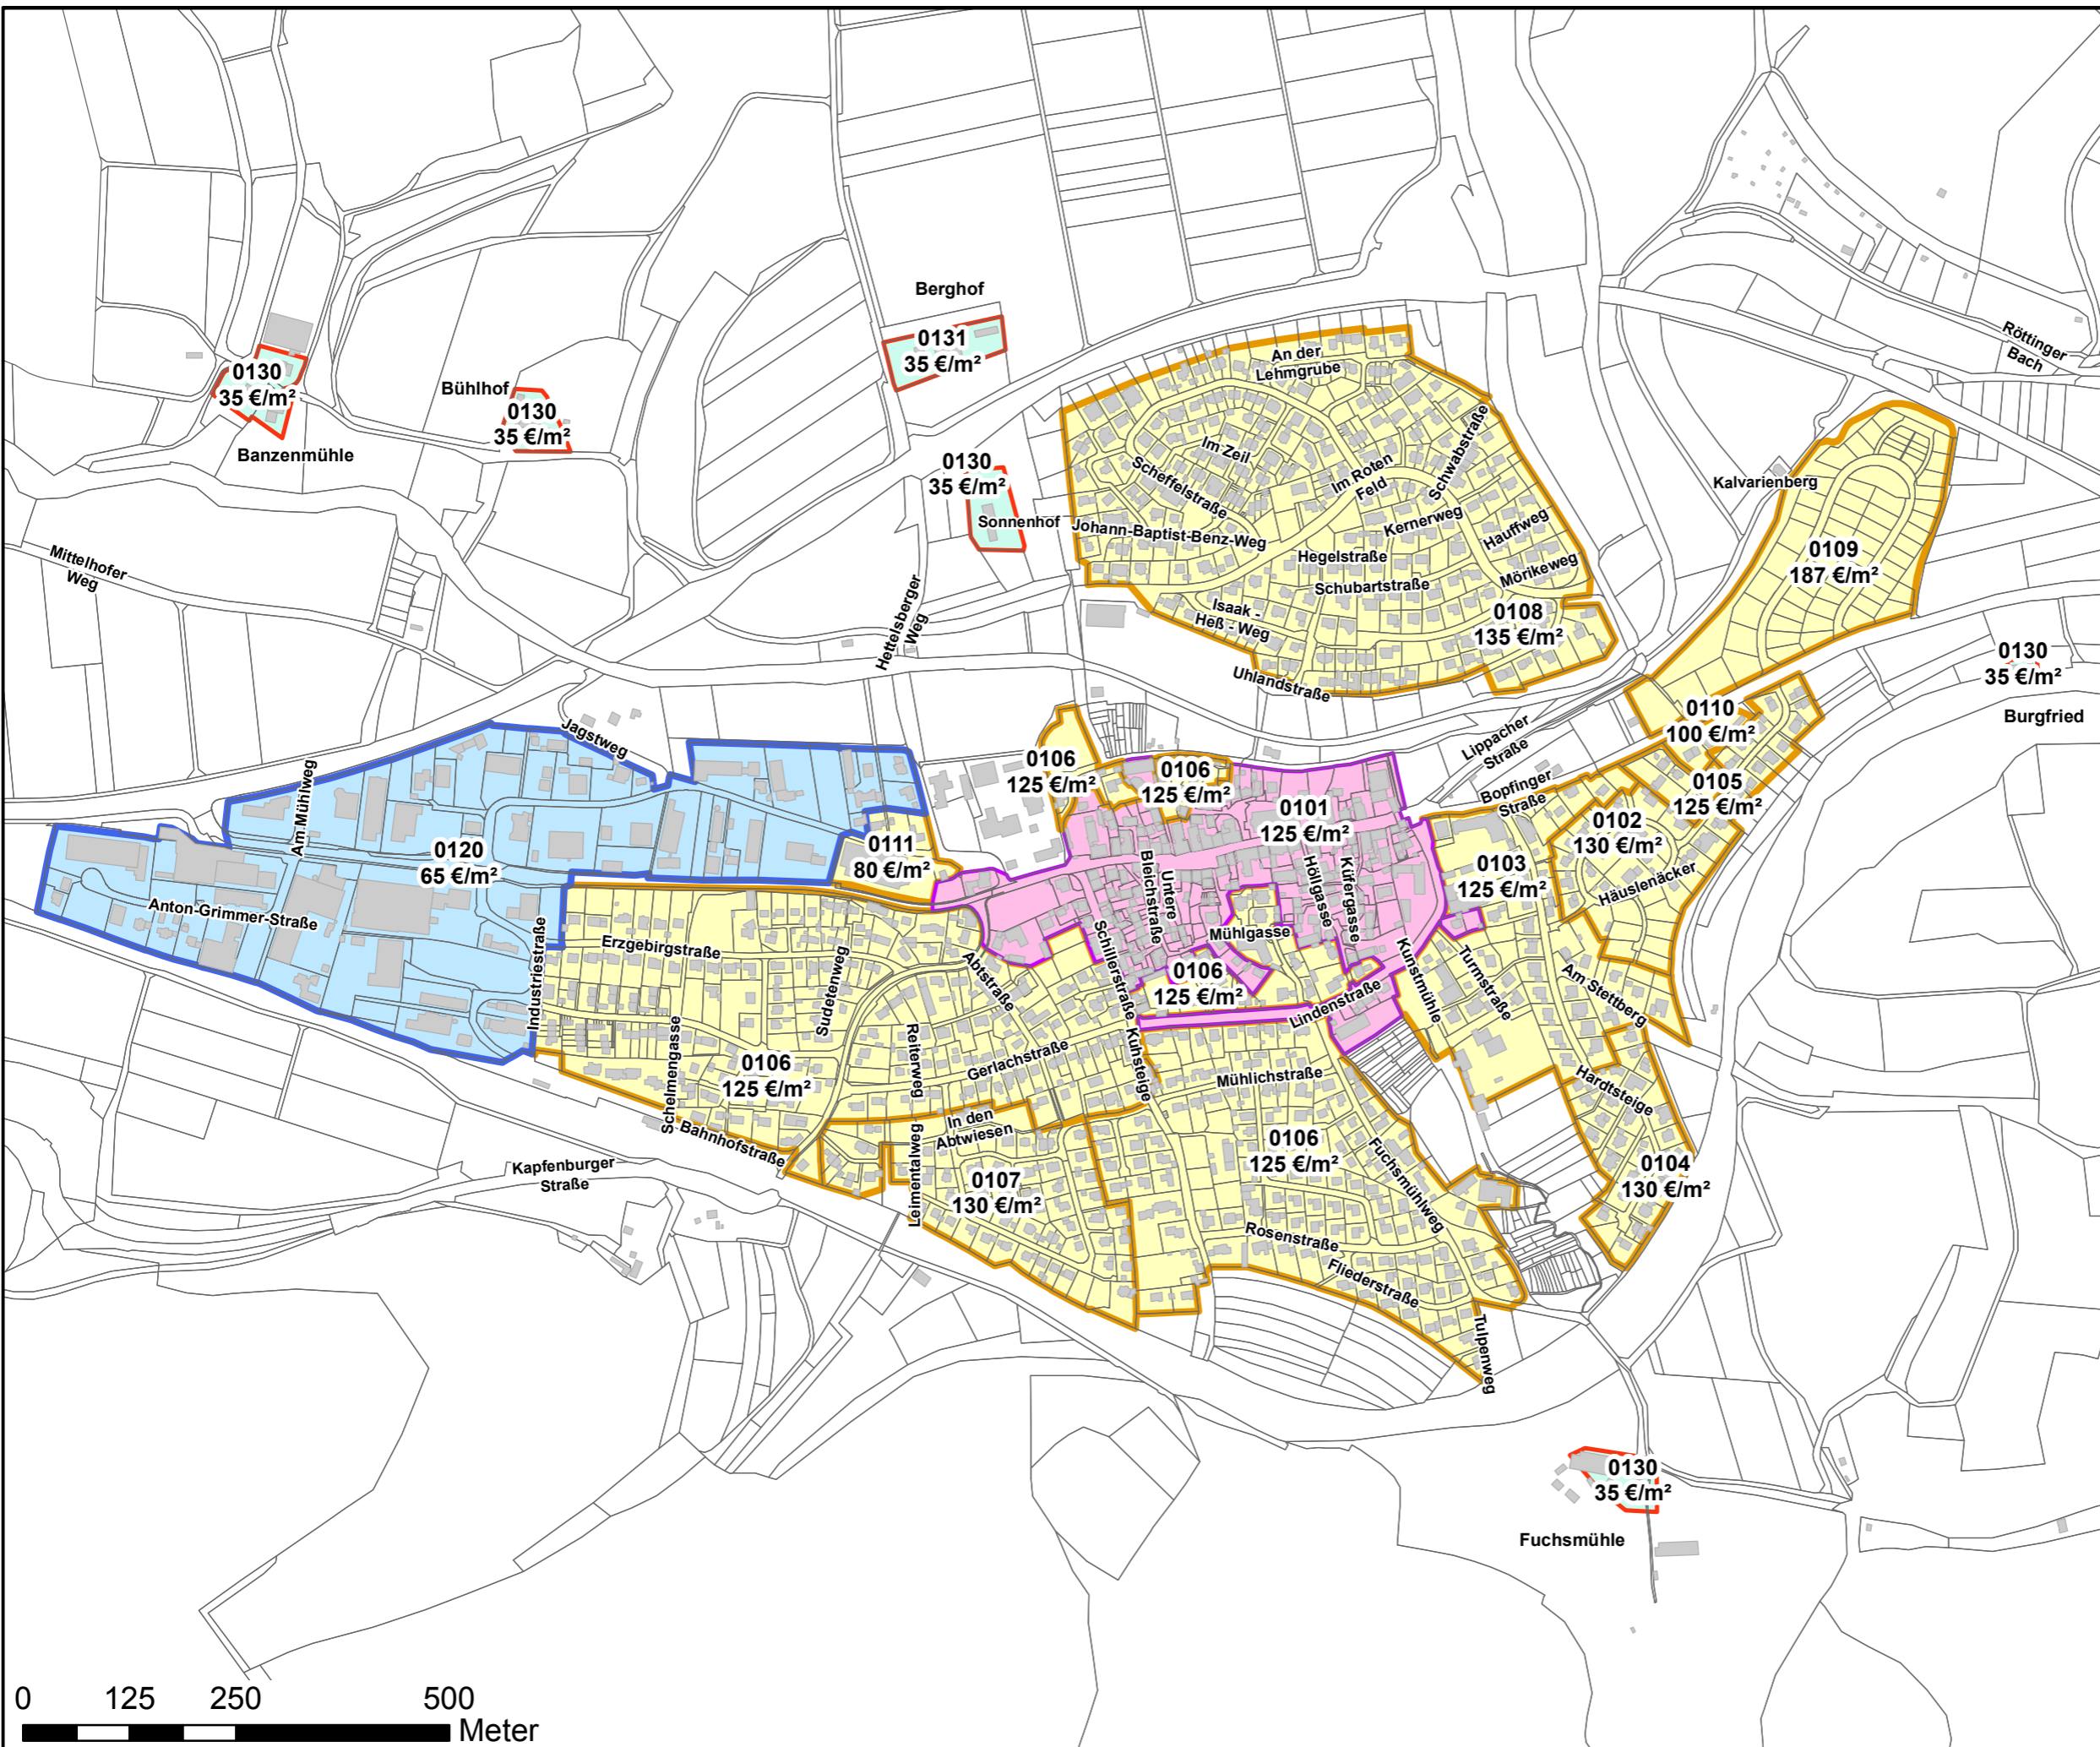 Berghof
0131
35 €/m²
An der
Lehmgrube
Röttinger
Bach
0130
35 €/m²
Banzenmühle
Bühlhof
0130
35 €/m²
0130
35 €/m²
Sonnenhof
Im Zeil
Scheffelstraße
Im Roten
Feld
Schwabstraße
Johann-Baptist-Benz-Weg
Kernerweg
Hauffweg
Hegelstraße
Schubartstraße
Mörikeweg
Isaak -
Heß - Weg
0108
135 €/m²
Uhlandstraße
Kalvarienberg
0109
187 €/m²
0130
35 €/m²
Burgfried
Mittelhofer
Weg
Hettelsberger
Weg
Jagstweg
Am Mühlweg
0120
65 €/m²
Anton-Grimmer-Straße
Industriestraße
0111
80 €/m²
0106
125 €/m²
0106
125 €/m²
0101
125 €/m²
Lippacher
Straße
Bopfinger
Straße
0110
100 €/m²
0105
125 €/m²
0102
130 €/m²
0103
125 €/m²
Häuslenäcker
Bleichstraße
Untere
Höllgasse
Küfergasse
Mühlgasse
Kunstmühle
Turmstraße
Am Stettberg
Erzgebirgstraße
Sudetenweg
Abtstraße
Schillerstraße
0106
125 €/m²
Lindenstraße
Schelmengasse
0106
125 €/m²
Reiterweg
Gerlachstraße
Kuhsteige
Mühlichstraße
Hardtsteige
Bahnhofstraße
Leimentalweg
In den
Abtwiesen
0107
130 €/m²
0106
125 €/m²
Fuchsmühlweg
0104
130 €/m²
Kapfenburger
Straße
Rosenstraße
Fliederstraße
Tulpenweg
0130
35 €/m²
Fuchsmühle
0 125 250 500
Meter